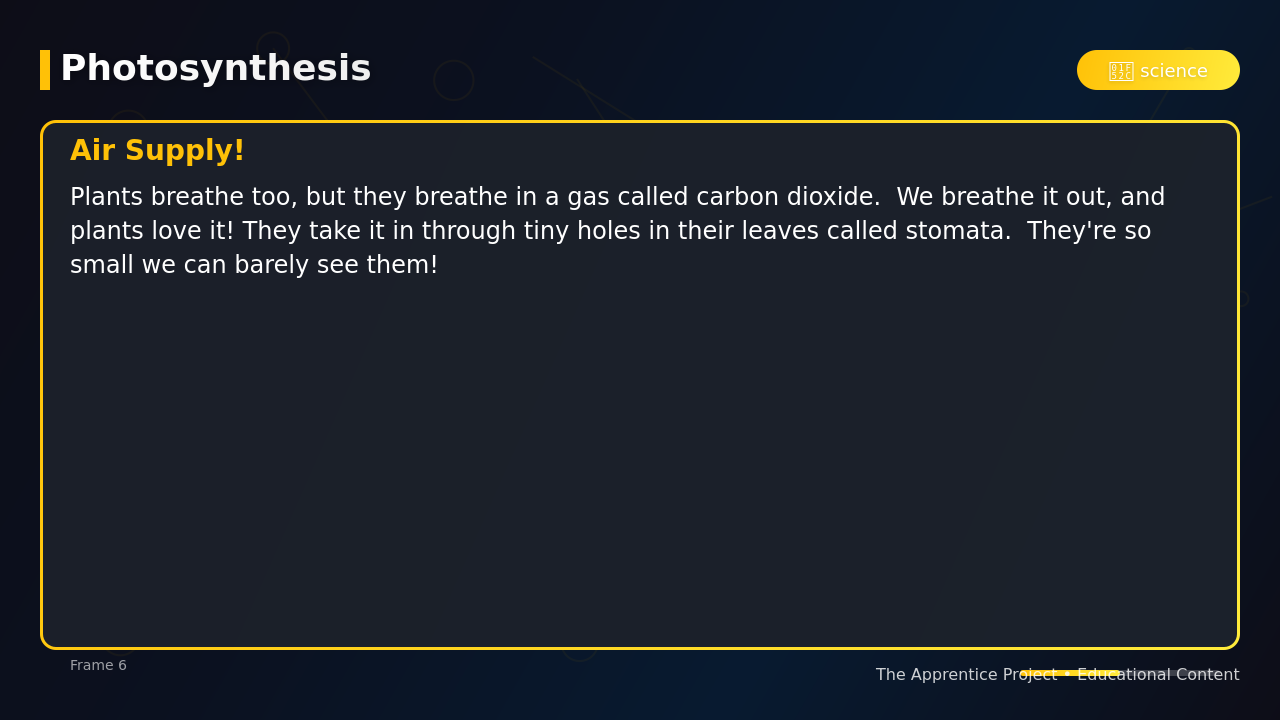 Photosynthesis
science
Air Supply!
Plants breathe too, but they breathe in a gas called carbon dioxide.  We breathe it out, and
plants love it! They take it in through tiny holes in their leaves called stomata.  They're so
small we can barely see them!
Frame 6
The Apprentice Project • Educational Content